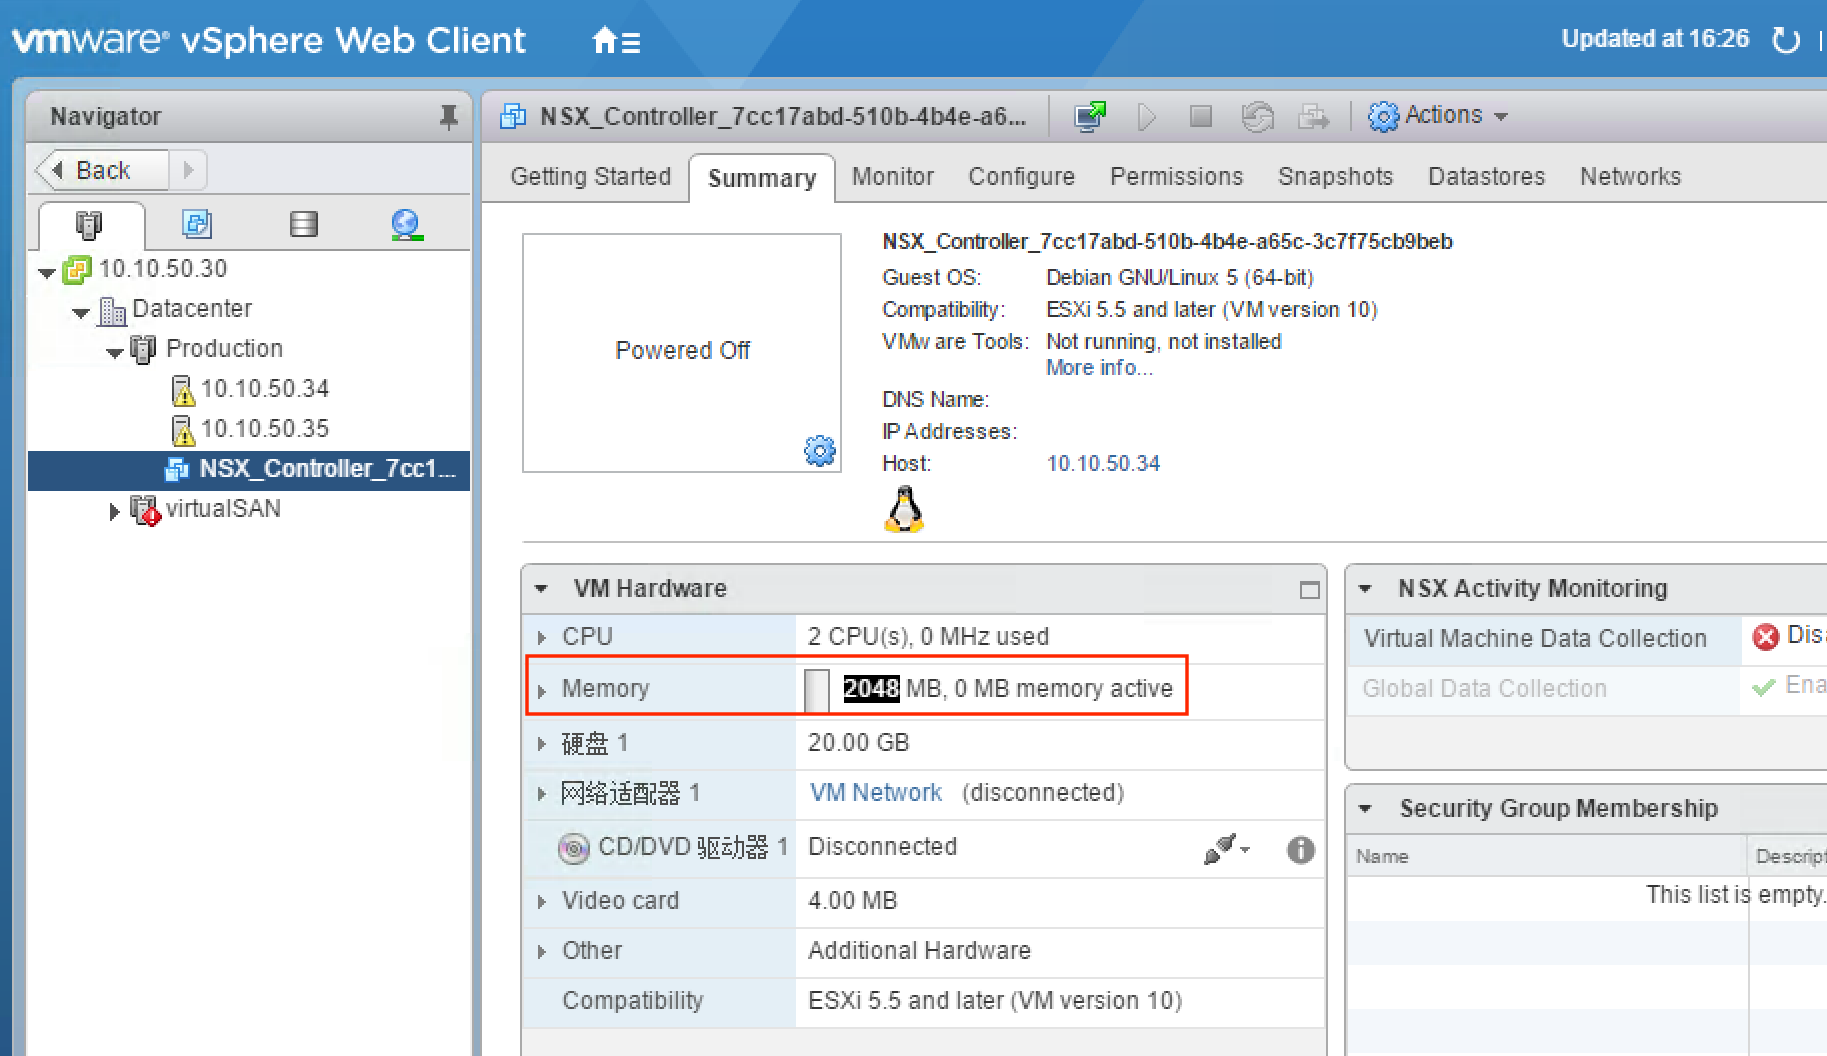 vmware® vSphere Web Client
Updated at 16:26
Navigator
Back
10.10.50.30
Datacenter
Production
10.10.50.34
10.10.50.35
NSX_Controller_7cc1...
virtualSAN
NSX_Controller_7cc17abd-510b-4b4e-a6...
Actions
Getting Started
Summary
Monitor
Configure
Permissions
Snapshots
Datastores
Networks
Powered Off
NSX_Controller_7cc17abd-510b-4b4e-a65c-3c7f75cb9beb
Guest OS: Debian GNU/Linux 5 (64-bit)
Compatibility: ESXi 5.5 and later (VM version 10)
VMware Tools: Not running, not installed
More info...
DNS Name:
IP Addresses:
Host: 10.10.50.34
VM Hardware
CPU 2 CPU(s), 0 MHz used
Memory 2048 MB, 0 MB memory active
硬盘 1 20.00 GB
网络适配器 1 VM Network (disconnected)
CD/DVD 驱动器 1 Disconnected
Video card 4.00 MB
Other Additional Hardware
Compatibility ESXi 5.5 and later (VM version 10)
NSX Activity Monitoring
Virtual Machine Data Collection Disa
Global Data Collection Ena
Security Group Membership
Name Descript
This list is empty.